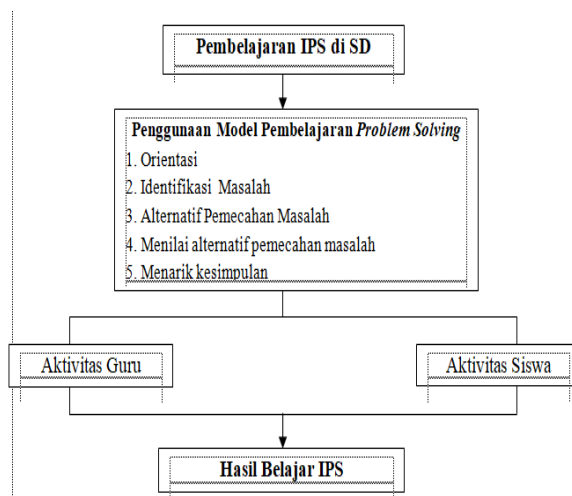 Pembelajaran IPS di SD
Penggunaan Model Pembelajaran Problem Solving
1. Orientasi
2. Identifikasi Masalah
3. Alternatif Pemecahan Masalah
4. Menilai alternatif pemecahan masalah
5. Menarik kesimpulan
Aktivitas Guru
Aktivitas Siswa
Hasil Belajar IPS